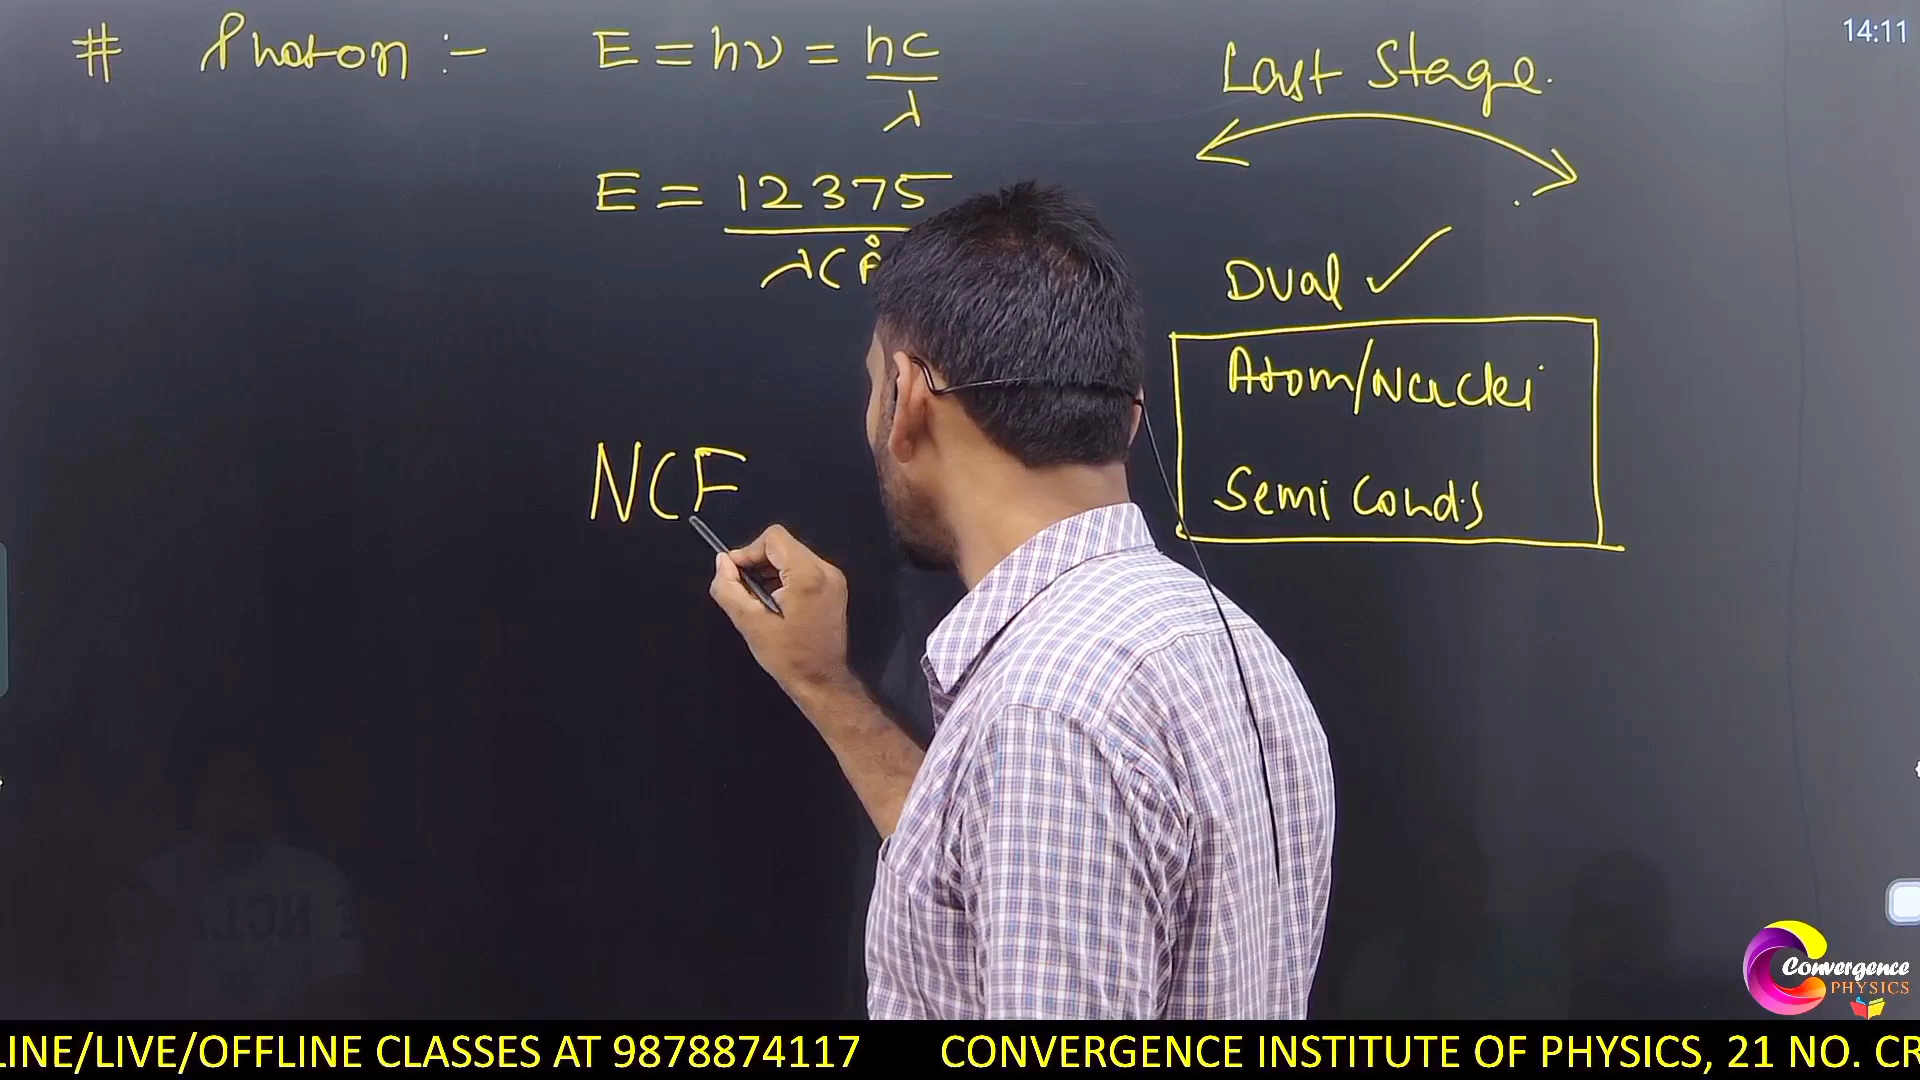 # Photon :- E = hν = hc/λ
E = 12375
λ(Å
NCF
Last Stage.
Dual ✓
Atom/Nuclei
Semi Conds
14:11
Convergence
PHYSICS
LINE/LIVE/OFFLINE CLASSES AT 9878874117 CONVERGENCE INSTITUTE OF PHYSICS, 21 NO. CR